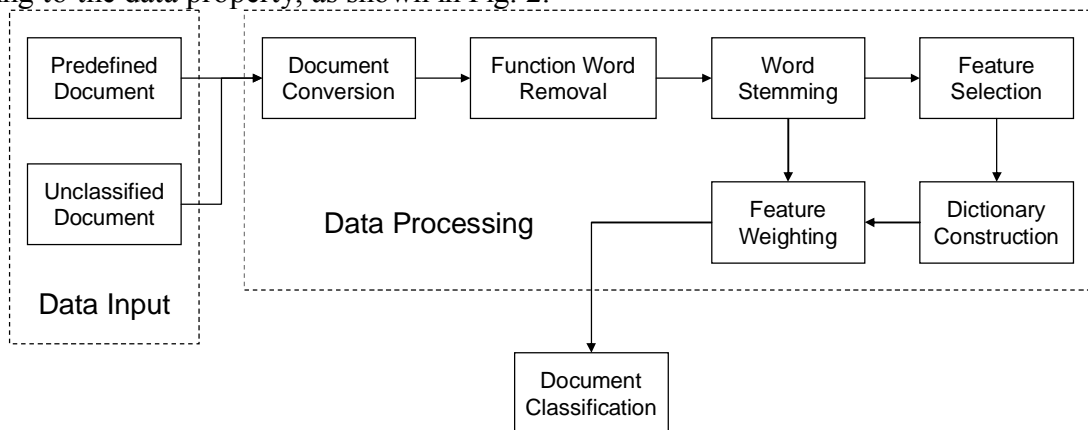 ing to the data property, as shown in Fig. 2.
Predefined
Document
Document
Conversion
Function Word
Removal
Word
Stemming
Feature
Selection
Unclassified
Document
Data Processing
Feature
Weighting
Dictionary
Construction
Data Input
Document
Classification